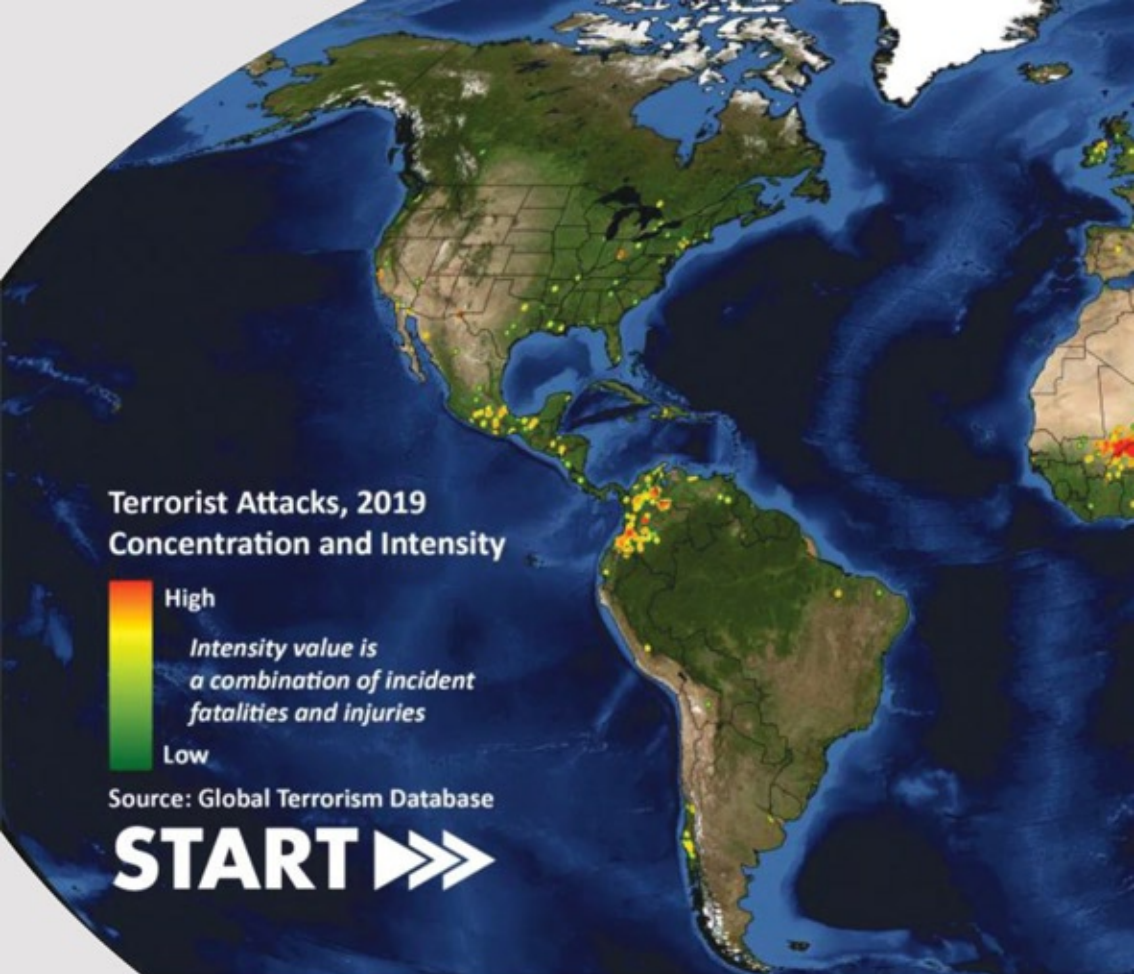 Terrorist Attacks, 2019
Concentration and Intensity
High
Intensity value is
a combination of incident
fatalities and injuries
Low
Source: Global Terrorism Database
START